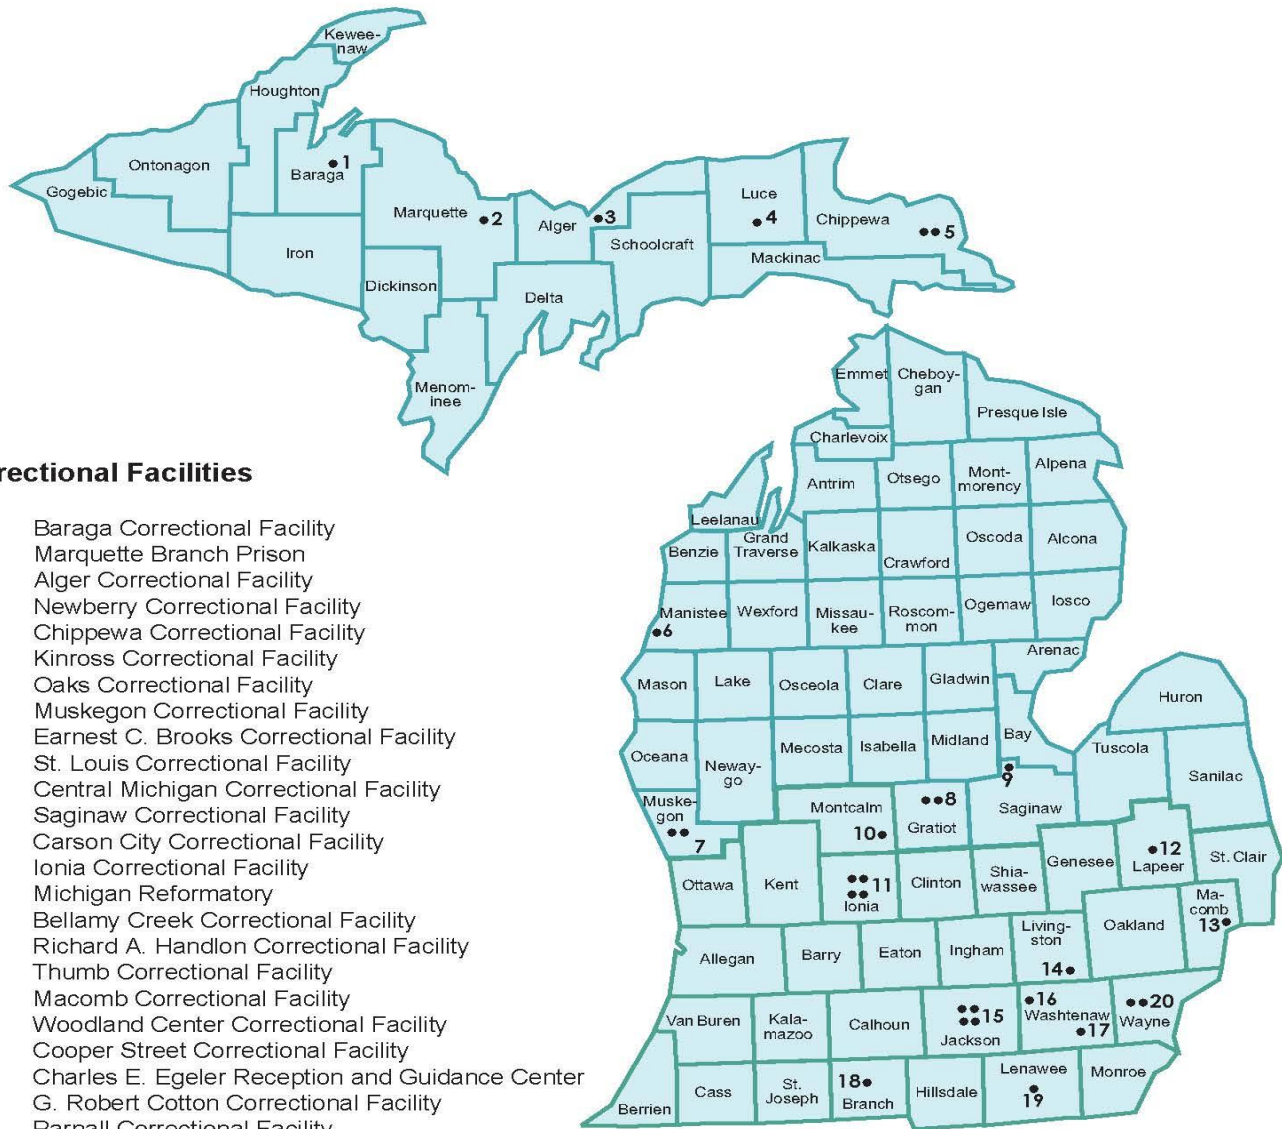 Kewee-
naw
Houghton
Ontonagon
Baraga
1
Gogebic
Marquette
2
Alger
3
Luce
4
Chippewa
5
Schoolcraft
Iron
Mackinac
Dickinson
Delta
Menom-
inee
Emmet
Cheboy-
gan
Presque Isle
Charlevoix
rectional Facilities
Antrim
Otsego
Mont-
morency
Alpena
Leelanau
Benzie
Grand
Traverse
Kalkaska
Crawford
Oscoda
Alcona
Manistee
6
Wexford
Missau-
kee
Roscom-
mon
Ogemaw
Iosco
Arenac
Mason
Lake
Osceola
Clare
Gladwin
Huron
Oceana
Neway-
go
Mecosta
Isabella
Midland
Bay
9
Tuscola
Sanilac
Muske-
gon
7
Montcalm
10
8
Gratiot
Saginaw
Ottawa
Kent
11
Ionia
Clinton
Shia-
wassee
Genesee
12
Lapeer
St. Clair
Allegan
Barry
Eaton
Ingham
Living-
ston
14
Oakland
Ma-
comb
13
Van Buren
Kala-
mazoo
Calhoun
15
Jackson
16
Washtenaw
17
20
Wayne
Berrien
Cass
St.
Joseph
18
Branch
Hillsdale
Lenawee
19
Monroe
Baraga Correctional Facility
Marquette Branch Prison
Alger Correctional Facility
Newberry Correctional Facility
Chippewa Correctional Facility
Kinross Correctional Facility
Oaks Correctional Facility
Muskegon Correctional Facility
Earnest C. Brooks Correctional Facility
St. Louis Correctional Facility
Central Michigan Correctional Facility
Saginaw Correctional Facility
Carson City Correctional Facility
Ionia Correctional Facility
Michigan Reformatory
Bellamy Creek Correctional Facility
Richard A. Handlon Correctional Facility
Thumb Correctional Facility
Macomb Correctional Facility
Woodland Center Correctional Facility
Cooper Street Correctional Facility
Charles E. Egeler Reception and Guidance Center
G. Robert Cotton Correctional Facility
Parnall Correctional Facility